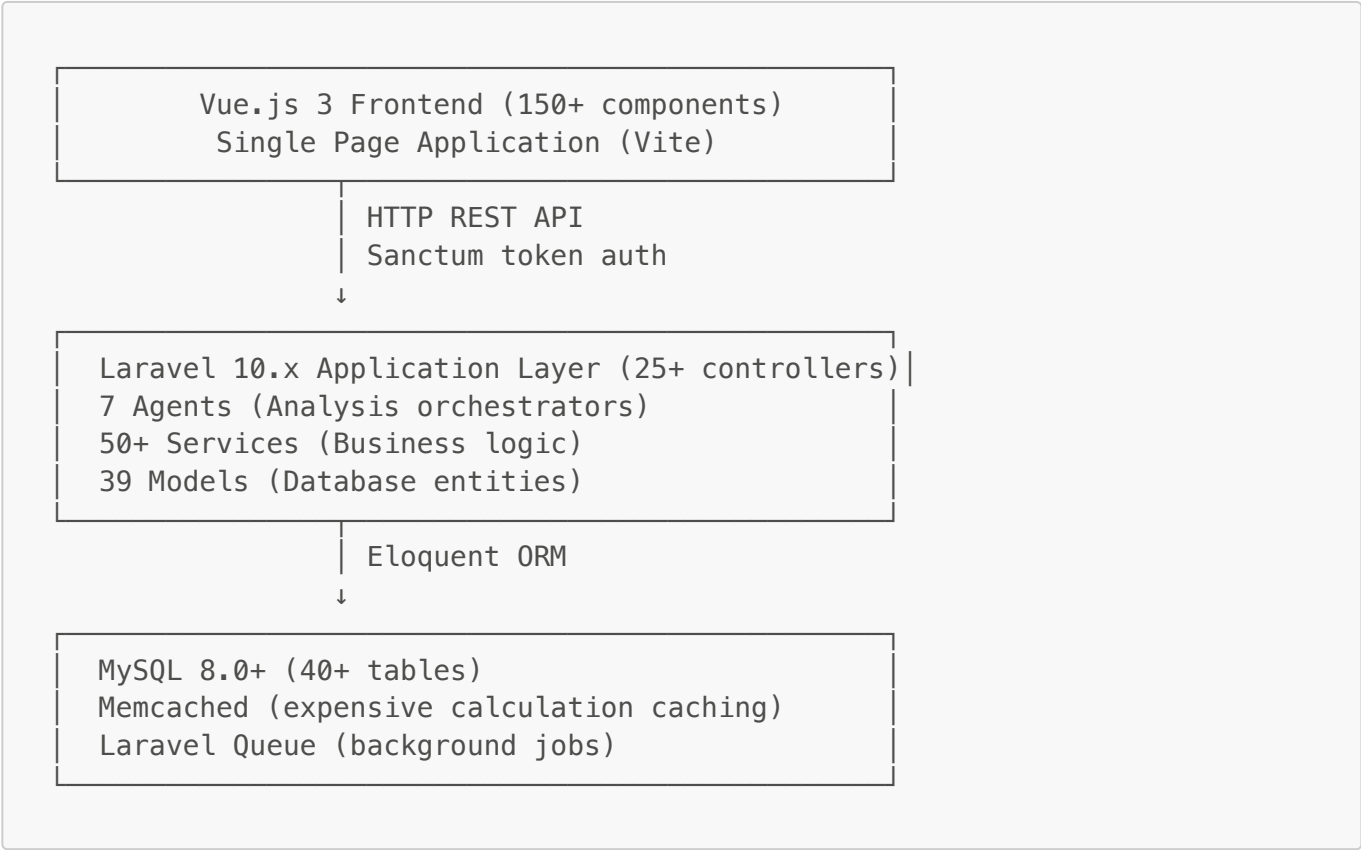 Vue.js 3 Frontend (150+ components)
Single Page Application (Vite)
HTTP REST API
Sanctum token auth
↓
Laravel 10.x Application Layer (25+ controllers)
7 Agents (Analysis orchestrators)
50+ Services (Business logic)
39 Models (Database entities)
Eloquent ORM
↓
MySQL 8.0+ (40+ tables)
Memcached (expensive calculation caching)
Laravel Queue (background jobs)